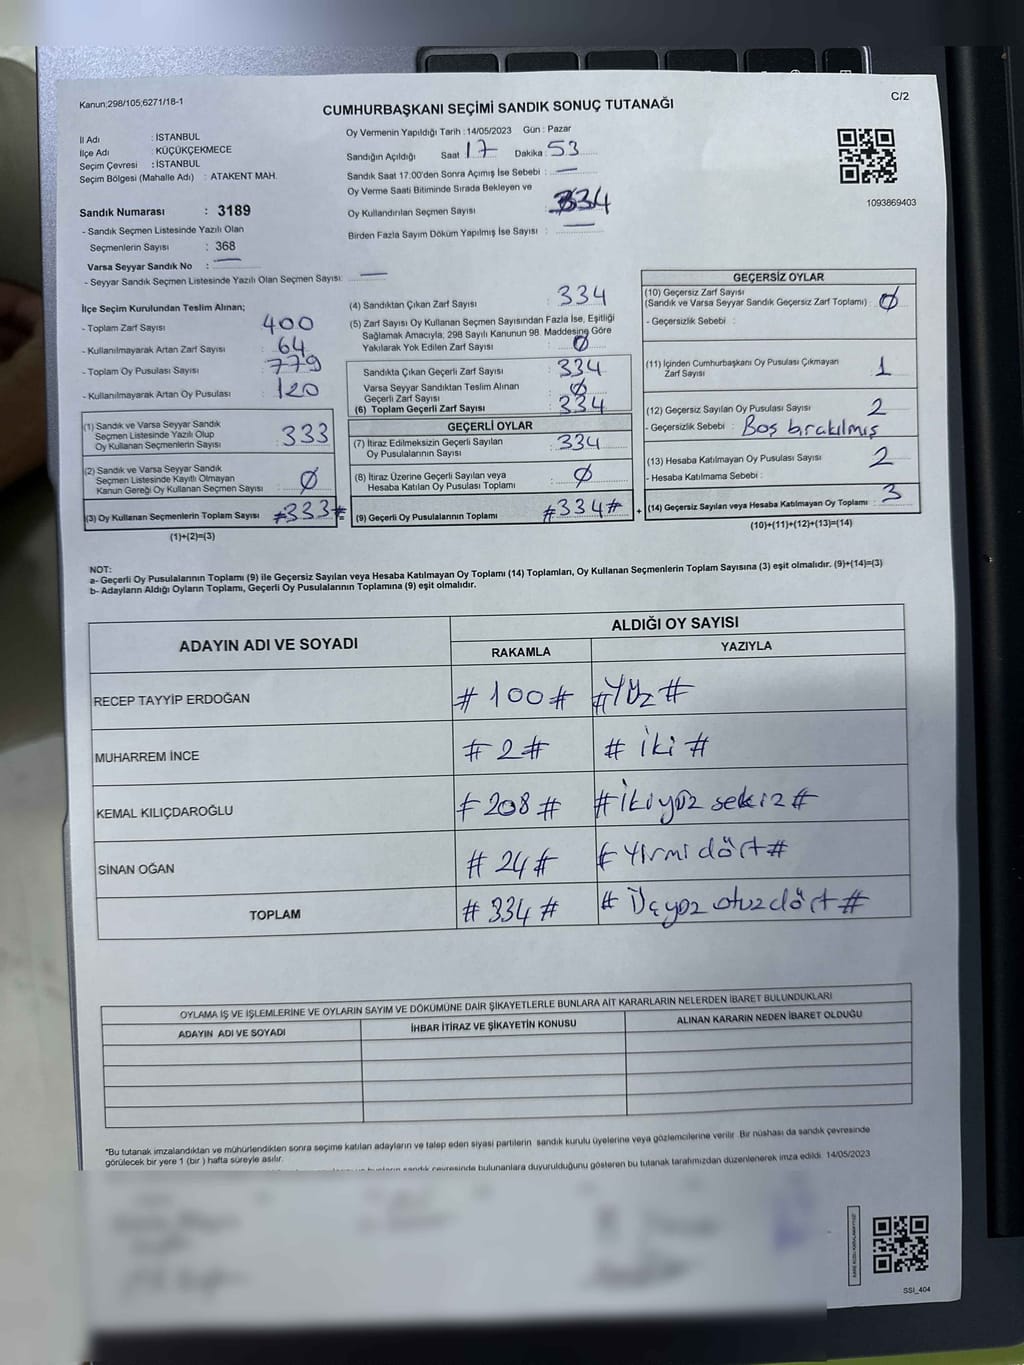 Kanun;298/105,6271/18-1
C/2
CUMHURBAŞKANI SEÇİMİ SANDIK SONUÇ TUTANAĞI
İl Adı : İSTANBUL
İlçe Adı : KÜÇÜKÇEKMECE
Seçim Çevresi : İSTANBUL
Seçim Bölgesi (Mahalle Adı) : ATAKENT MAH.
Oy Vermenin Yapıldığı Tarih : 14/05/2023 Gün : Pazar
Sandığın Açıldığı Saat 17 Dakika : 53
Sandık Saat 17.00'den Sonra Açımış İse Sebebi : —
Oy Verme Saati Bitiminde Sırada Bekleyen ve
Oy Kullandırılan Seçmen Sayısı : 334
Birden Fazla Sayım Döküm Yapılmış İse Sayısı : —
1093869403
Sandık Numarası : 3189
- Sandık Seçmen Listesinde Yazılı Olan
Seçmenlerin Sayısı : 368
Varsa Seyyar Sandık No : —
- Seyyar Sandık Seçmen Listesinde Yazılı Olan Seçmen Sayısı: —
İlçe Seçim Kurulundan Teslim Alınan;
- Toplam Zarf Sayısı : 400
- Kullanılmayarak Artan Zarf Sayısı : 64
- Toplam Oy Pusulası Sayısı : 779
- Kullanılmayarak Artan Oy Pusulası : 120
(1) Sandık ve Varsa Seyyar Sandık
Seçmen Listesinde Yazılı Olup
Oy Kullanan Seçmenlerin Sayısı : 333
(2) Sandık ve Varsa Seyyar Sandık
Seçmen Listesinde Kayıtlı Olmayan
Kanun Gereği Oy Kullanan Seçmen Sayısı : Ø
(3) Oy Kullanan Seçmenlerin Toplam Sayısı #333#
(1)+(2)=(3)
(4) Sandıktan Çıkan Zarf Sayısı : 334
(5) Zarf Sayısı Oy Kullanan Seçmen Sayısından Fazla İse, Eşitliği
Sağlamak Amacıyla; 298 Sayılı Kanunun 98. Maddesine Göre
Yakılarak Yok Edilen Zarf Sayısı : Ø
Sandıkta Çıkan Geçerli Zarf Sayısı : 334
Varsa Seyyar Sandıktan Teslim Alınan
Geçerli Zarf Sayısı : Ø
(6) Toplam Geçerli Zarf Sayısı : 334
GEÇERLİ OYLAR
(7) İtiraz Edilmeksizin Geçerli Sayılan
Oy Pusulalarının Sayısı : 334
(8) İtiraz Üzerine Geçerli Sayılan veya
Hesaba Katılan Oy Pusulası Toplamı : Ø
= (9) Geçerli Oy Pusulalarının Toplamı : #334#
GEÇERSİZ OYLAR
(10) Geçersiz Zarf Sayısı
(Sandık ve Varsa Seyyar Sandık Geçersiz Zarf Toplamı) : Ø
- Geçersizlik Sebebi :
(11) İçinden Cumhurbaşkanı Oy Pusulası Çıkmayan
Zarf Sayısı : 1
(12) Geçersiz Sayılan Oy Pusulası Sayısı : 2
- Geçersizlik Sebebi : Boş bırakılmış
(13) Hesaba Katılmayan Oy Pusulası Sayısı : 2
- Hesaba Katılmama Sebebi :
+ (14) Geçersiz Sayılan veya Hesaba Katılmayan Oy Toplamı : 3
(10)+(11)+(12)+(13)=(14)
NOT:
a- Geçerli Oy Pusulalarının Toplamı (9) ile Geçersiz Sayılan veya Hesaba Katılmayan Oy Toplamı (14) Toplamları, Oy Kullanan Seçmenlerin Toplam Sayısına (3) eşit olmalıdır. (9)+(14)=(3)
b- Adayların Aldığı Oyların Toplamı, Geçerli Oy Pusulalarının Toplamına (9) eşit olmalıdır.
ADAYIN ADI VE SOYADI ALDIĞI OY SAYISI
RAKAMLA YAZIYLA
RECEP TAYYİP ERDOĞAN #100# #Yüz#
MUHARREM İNCE #2# #iki#
KEMAL KILIÇDAROĞLU #208# #ikiyüz sekiz#
SİNAN OĞAN #24# #Yirmi dört#
TOPLAM #334# #Üçyüz otuzdört#
OYLAMA İŞ VE İŞLEMLERİNE VE OYLARIN SAYIM VE DÖKÜMÜNE DAİR ŞİKAYETLERLE BUNLARA AİT KARARLARIN NELERDEN İBARET BULUNDUKLARI
ADAYIN ADI VE SOYADI İHBAR İTİRAZ VE ŞİKAYETİN KONUSU ALINAN KARARIN NEDEN İBARET OLDUĞU
*Bu tutanak imzalandıktan ve mühürlendikten sonra seçime katılan adayların ve talep eden siyasi partilerin sandık kurulu üyelerine veya gözlemcilerine verilir. Bir nüshası da sandık çevresinde
görülecek bir yere 1 (bir ) hafta süreyle asılır.
sandık çevresinde bulunanlara duyurulduğunu gösteren bu tutanak tarafımızdan düzenlenerek imza edildi. 14/05/2023
SSİ_404